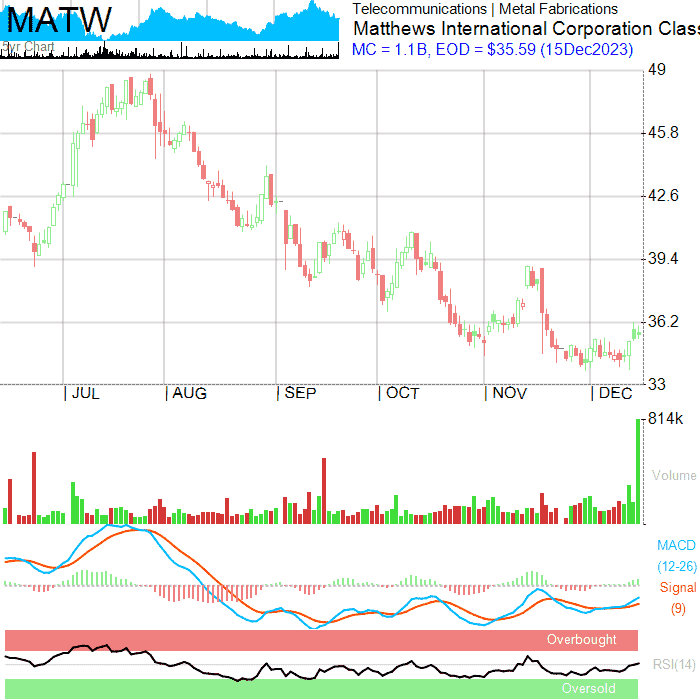 MATW
5yr Chart
Telecommunications | Metal Fabrications
Matthews International Corporation Class
MC = 1.1B, EOD = $35.59 (15Dec2023)
49
45.8
42.6
39.4
36.2
33
| JUL | AUG | SEP | OCT | NOV | DEC
814k
Volume
MACD
(12-26)
Signal
(9)
Overbought
RSI(14)
Oversold